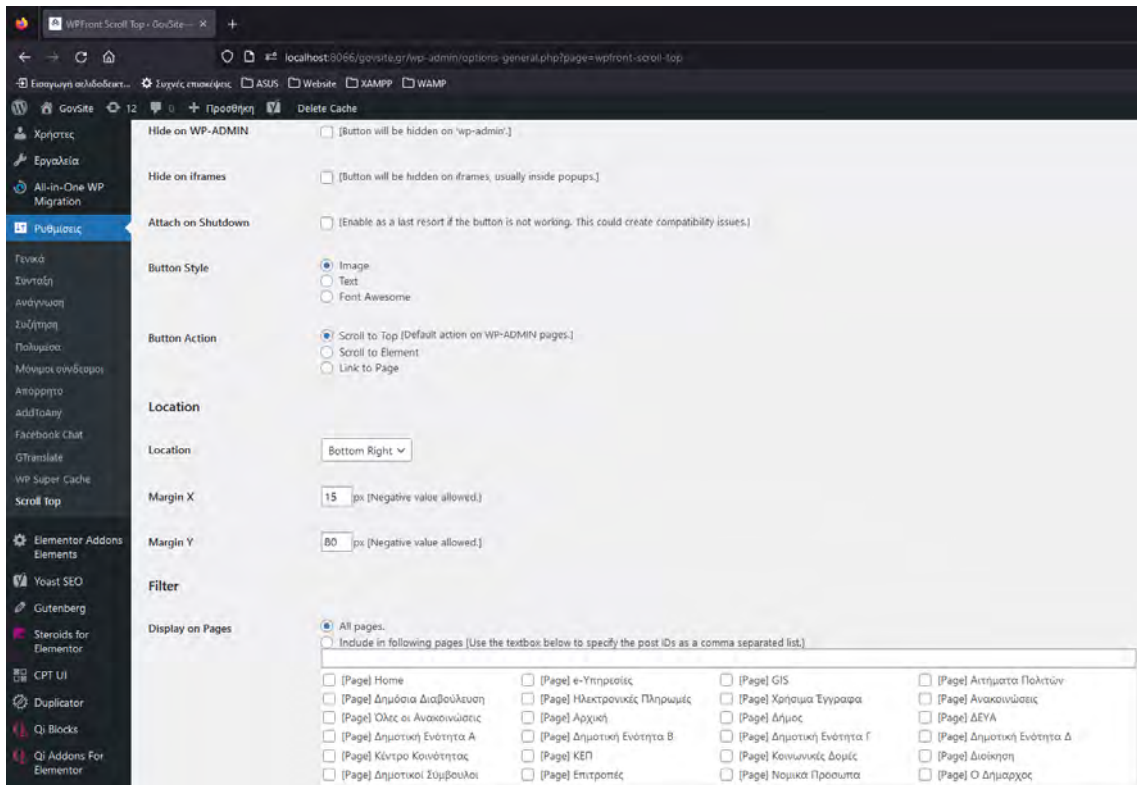 WPFront Scroll Top ‹ GovSite —
localhost:8066/govsite.gr/wp-admin/options-general.php?page=wpfront-scroll-top
Εισαγωγή σελιδοδεικτ... Συχνές επισκέψεις ASUS Website XAMPP WAMP
GovSite 12 0 Προσθήκη Delete Cache
Χρήστες
Εργαλεία
All-in-One WP
Migration
Ρυθμίσεις
Γενικά
Σύνταξη
Ανάγνωση
Συζήτηση
Πολυμέσα
Μόνιμοι σύνδεσμοι
Απόρρητο
AddToAny
Facebook Chat
GTranslate
WP Super Cache
Scroll Top
Elementor Addons
Elements
Yoast SEO
Gutenberg
Steroids for
Elementor
CPT UI
Duplicator
Qi Blocks
Qi Addons For
Elementor
Hide on WP-ADMIN [Button will be hidden on 'wp-admin'.]
Hide on iframes [Button will be hidden on iframes, usually inside popups.]
Attach on Shutdown [Enable as a last resort if the button is not working. This could create compatibility issues.]
Button Style Image
Text
Font Awesome
Button Action Scroll to Top [Default action on WP-ADMIN pages.]
Scroll to Element
Link to Page
Location
Location Bottom Right
Margin X 15 px [Negative value allowed.]
Margin Y 80 px [Negative value allowed.]
Filter
Display on Pages All pages.
Include in following pages [Use the textbox below to specify the post IDs as a comma separated list.]
[Page] Home [Page] e-Υπηρεσίες [Page] GIS [Page] Αιτήματα Πολιτών
[Page] Δημόσια Διαβούλευση [Page] Ηλεκτρονικές Πληρωμές [Page] Χρήσιμα Έγγραφα [Page] Ανακοινώσεις
[Page] Όλες οι Ανακοινώσεις [Page] Αρχική [Page] Δήμος [Page] ΔΕΥΑ
[Page] Δημοτική Ενότητα Α [Page] Δημοτική Ενότητα Β [Page] Δημοτική Ενότητα Γ [Page] Δημοτική Ενότητα Δ
[Page] Κέντρο Κοινότητας [Page] ΚΕΠ [Page] Κοινωνικές Δομές [Page] Διοίκηση
[Page] Δημοτικοί Σύμβουλοι [Page] Επιτροπές [Page] Νομικά Πρόσωπα [Page] Ο Δήμαρχος